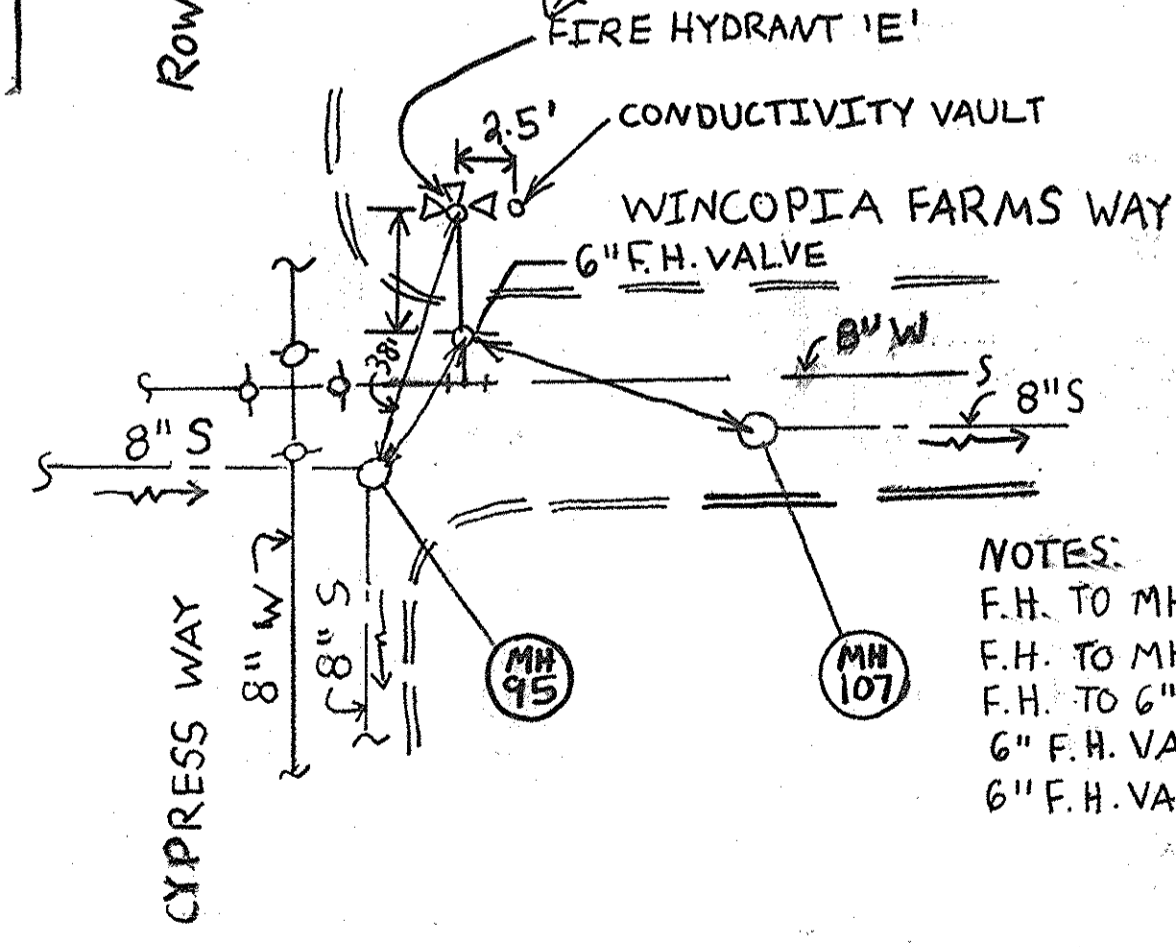 ROW
FIRE HYDRANT 'E'
2.5'
CONDUCTIVITY VAULT
WINCOPIA FARMS WAY
6" F.H. VALVE
8" W
38'
S
8" S
8" S
8" W
8" S
CYPRESS WAY
MH
95
MH
107
NOTES:
F.H. TO MH
F.H. TO MH
F.H. TO 6"
6" F.H. VA
6" F.H. VA